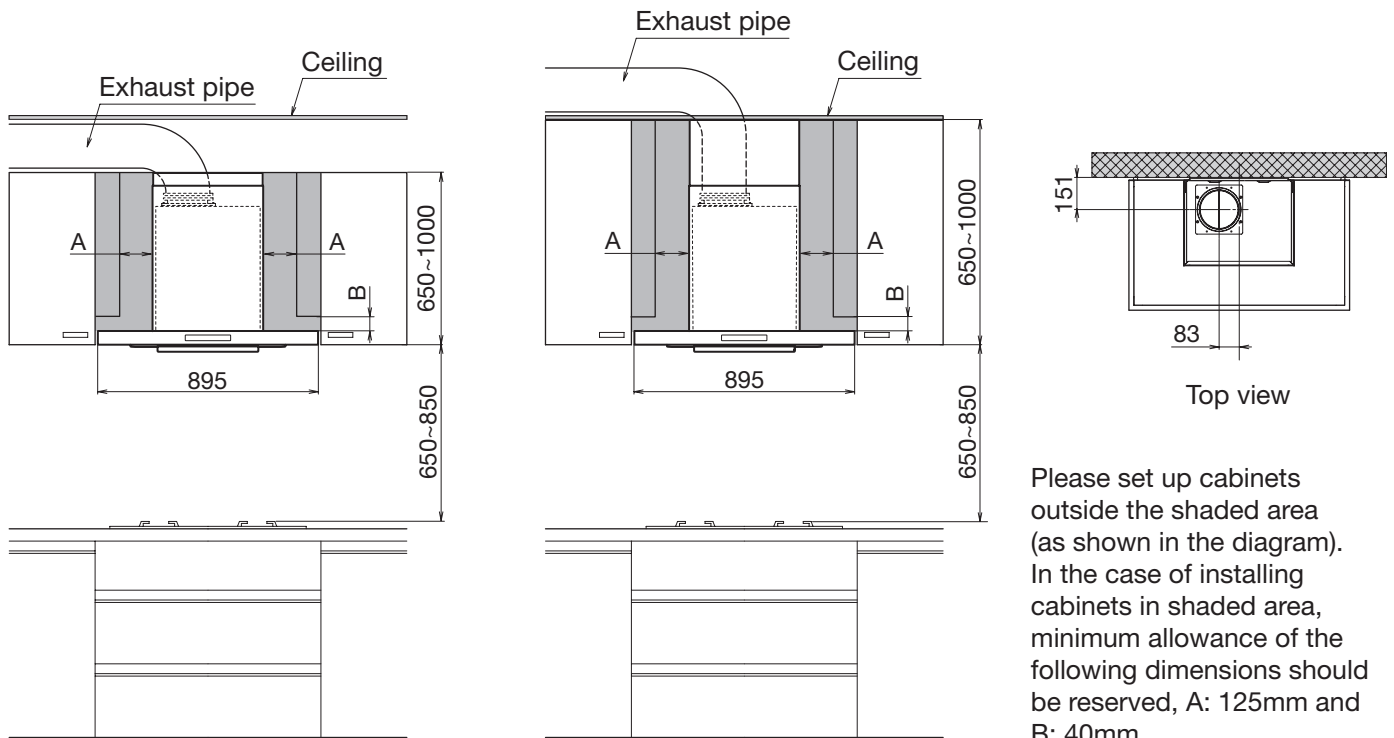 Exhaust pipe
Ceiling
A
A
B
650~1000
895
650~850
Exhaust pipe
Ceiling
A
A
B
650~1000
895
650~850
151
83
Top view
Please set up cabinets
outside the shaded area
(as shown in the diagram).
In the case of installing
cabinets in shaded area,
minimum allowance of the
following dimensions should
be reserved, A: 125mm and
B: 40mm